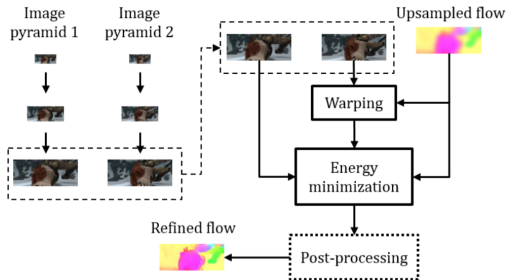 Image
pyramid 1
Image
pyramid 2
Upsampled flow
Warping
Energy
minimization
Refined flow
Post-processing